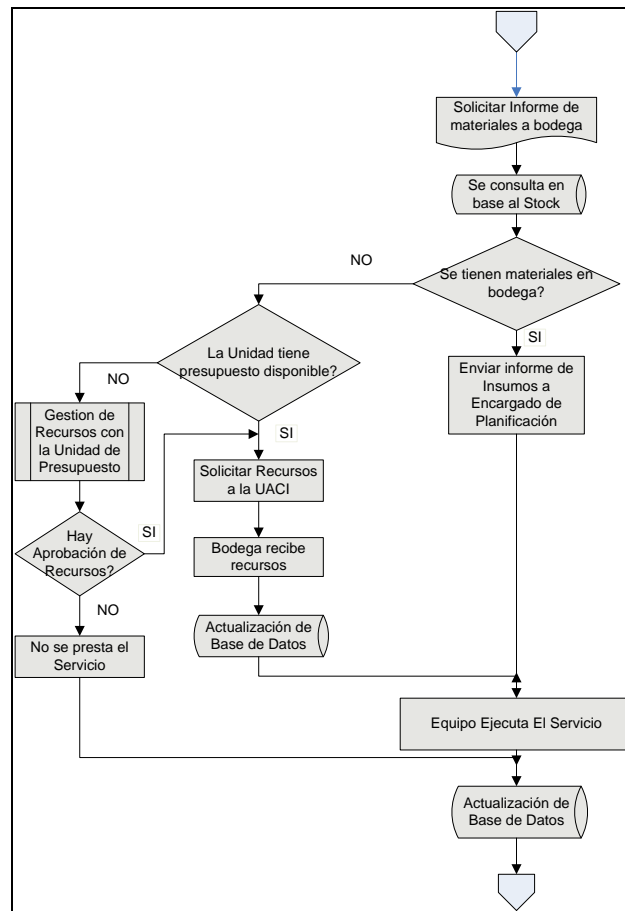 Solicitar Informe de
materiales a bodega
Se consulta en
base al Stock
Se tienen materiales en
bodega?
NO
SI
La Unidad tiene
presupuesto disponible?
NO
SI
Enviar informe de
Insumos a
Encargado de
Planificación
Gestion de
Recursos con
la Unidad de
Presupuesto
Solicitar Recursos
a la UACI
Hay
Aprobación de
Recursos?
SI
NO
Bodega recibe
recursos
Actualización de
Base de Datos
No se presta el
Servicio
Equipo Ejecuta El Servicio
Actualización de
Base de Datos